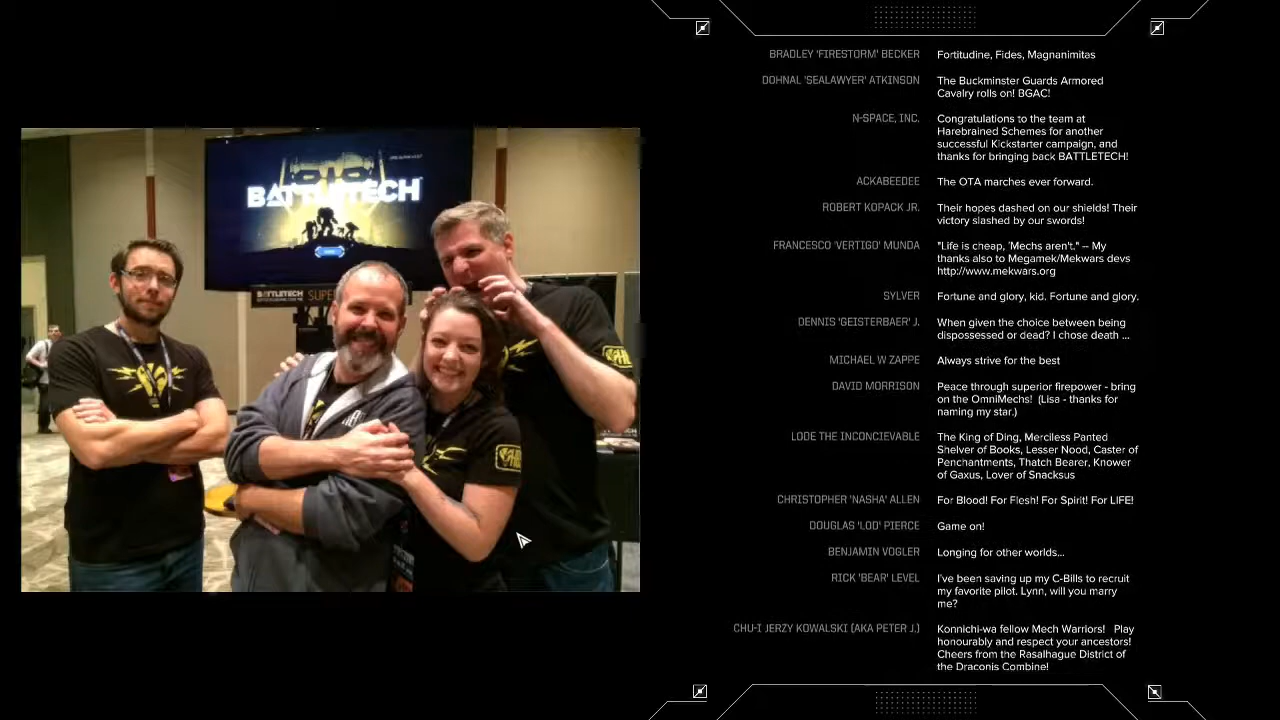 BATTLETECH
BATTLETECH
SUPER
BRADLEY 'FIRESTORM' BECKER
Fortitudine, Fides, Magnanimitas
DOHNAL 'SEALAWYER' ATKINSON
The Buckminster Guards Armored
Cavalry rolls on! BGAC!
N-SPACE, INC.
Congratulations to the team at
Harebrained Schemes for another
successful Kickstarter campaign, and
thanks for bringing back BATTLETECH!
ACKABEEDEE
The OTA marches ever forward.
ROBERT KOPACK JR.
Their hopes dashed on our shields! Their
victory slashed by our swords!
FRANCESCO 'VERTIGO' MUNDA
"Life is cheap, 'Mechs aren't." -- My
thanks also to Megamek/Mekwars devs
http://www.mekwars.org
SYLVER
Fortune and glory, kid. Fortune and glory.
DENNIS 'GEISTERBAER' J.
When given the choice between being
dispossessed or dead? I chose death ...
MICHAEL W ZAPPE
Always strive for the best
DAVID MORRISON
Peace through superior firepower - bring
on the OmniMechs! (Lisa - thanks for
naming my star.)
LODE THE INCONCIEVABLE
The King of Ding, Merciless Panted
Shelver of Books, Lesser Nood, Caster of
Penchantments, Thatch Bearer, Knower
of Gaxus, Lover of Snacksus
CHRISTOPHER 'NASHA' ALLEN
For Blood! For Flesh! For Spirit! For LIFE!
DOUGLAS 'LOD' PIERCE
Game on!
BENJAMIN VOGLER
Longing for other worlds...
RICK 'BEAR' LEVEL
I've been saving up my C-Bills to recruit
my favorite pilot. Lynn, will you marry
me?
CHU-I JERZY KOWALSKI (AKA PETER J.)
Konnichi-wa fellow Mech Warriors! Play
honourably and respect your ancestors!
Cheers from the Rasalhague District of
the Draconis Combine!